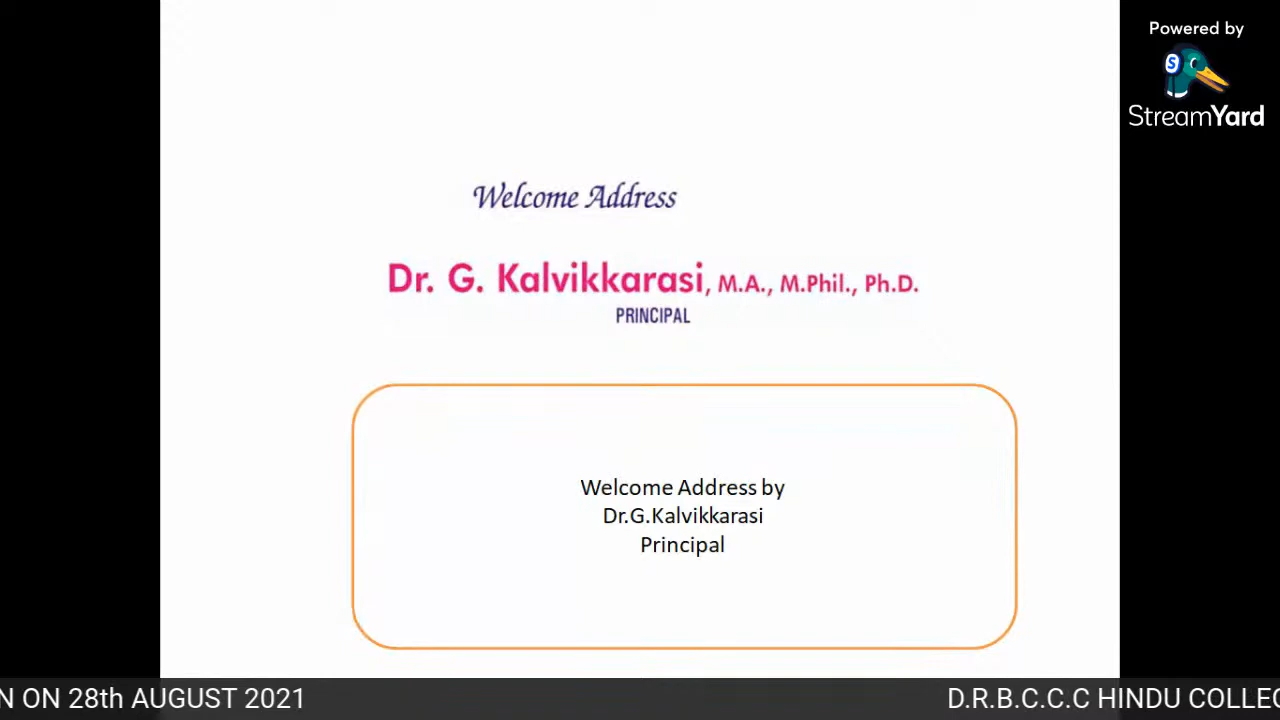 Powered by
S
StreamYard
Welcome Address
Dr. G. Kalvikkarasi, M.A., M.Phil., Ph.D.
PRINCIPAL
Welcome Address by
Dr.G.Kalvikkarasi
Principal
N ON 28th AUGUST 2021
D.R.B.C.C.C HINDU COLLEG